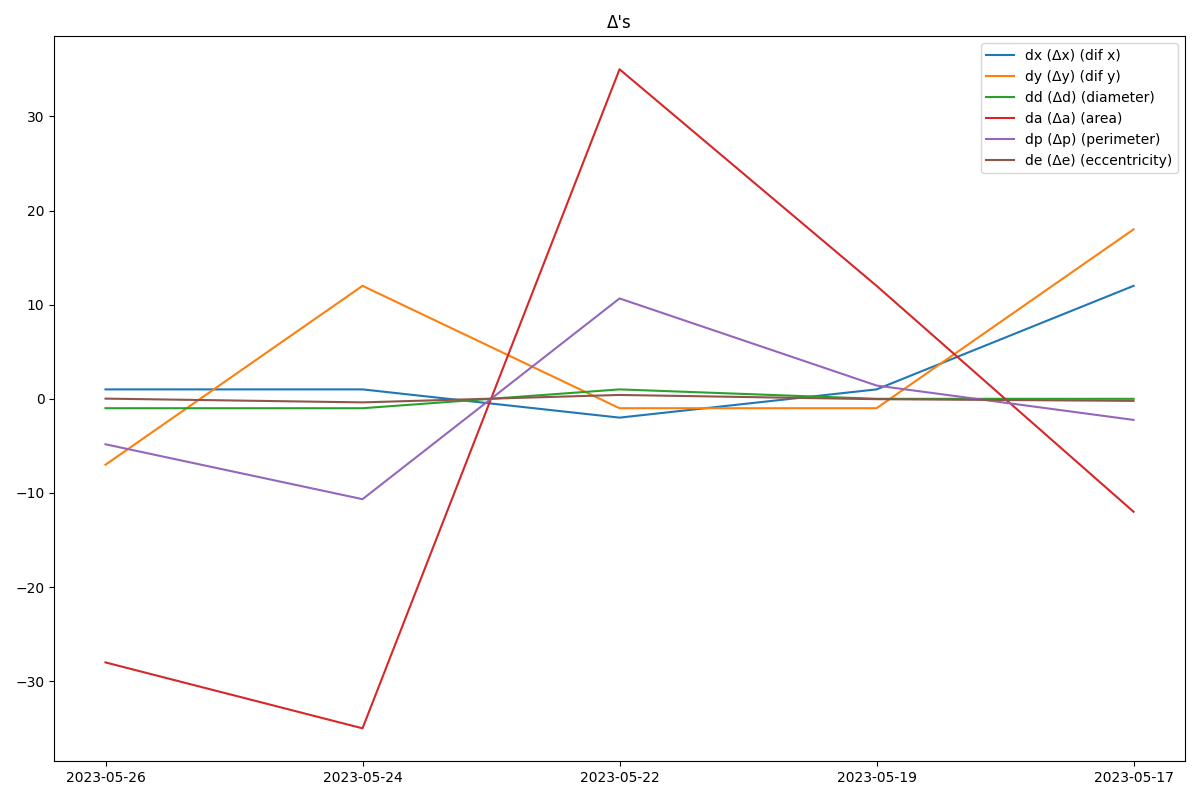 Δ's
dx (Δx) (dif x)
dy (Δy) (dif y)
dd (Δd) (diameter)
da (Δa) (area)
dp (Δp) (perimeter)
de (Δe) (eccentricity)
30
20
10
0
−10
−20
−30
2023-05-26 2023-05-24 2023-05-22 2023-05-19 2023-05-17